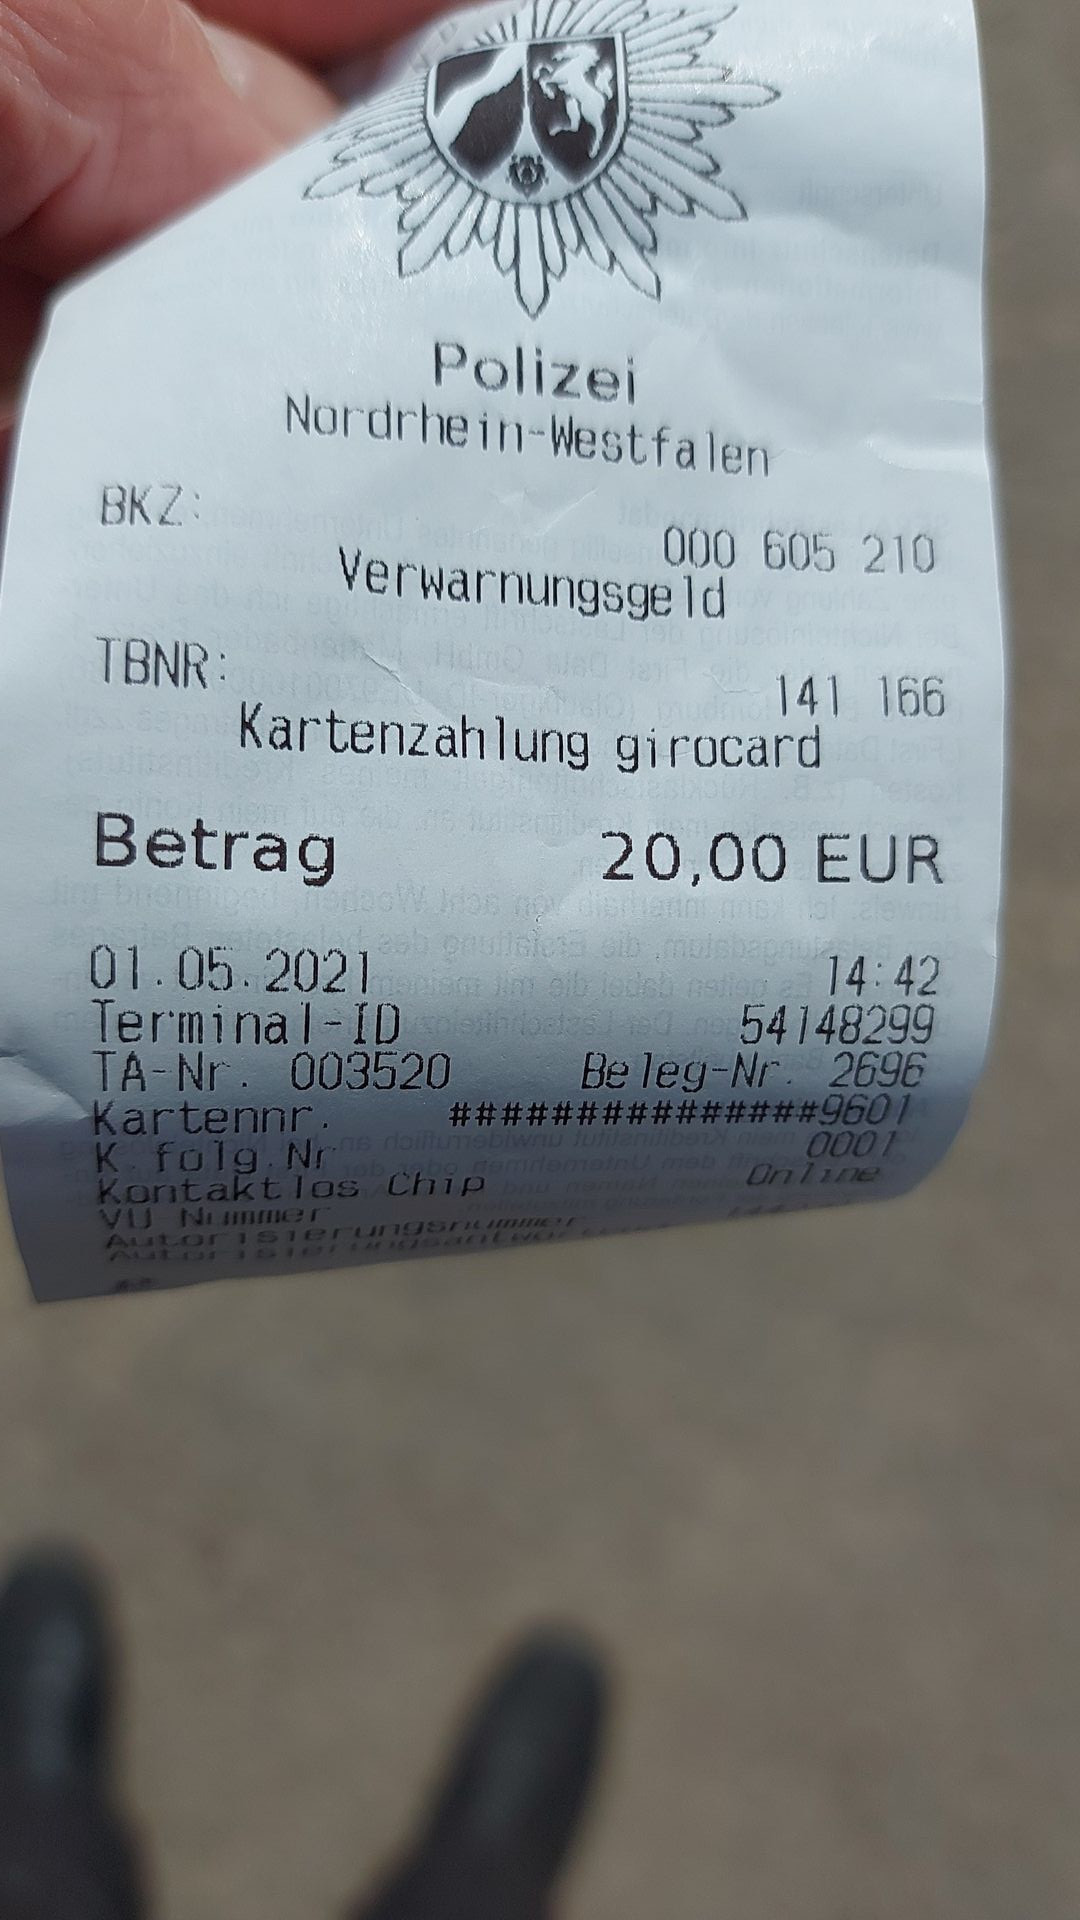 Polizei
Nordrhein-Westfalen
BKZ:
000 605 210
Verwarnungsgeld
TBNR:
141 166
Kartenzahlung girocard
Betrag 20,00 EUR
01.05.2021 14:42
Terminal-ID 54148299
TA-Nr. 003520 Beleg-Nr. 2696
Kartennr. ###############9601
K.folg.Nr 0001
Kontaktlos Chip Online
VU Nummer
Autorisierungsnummer